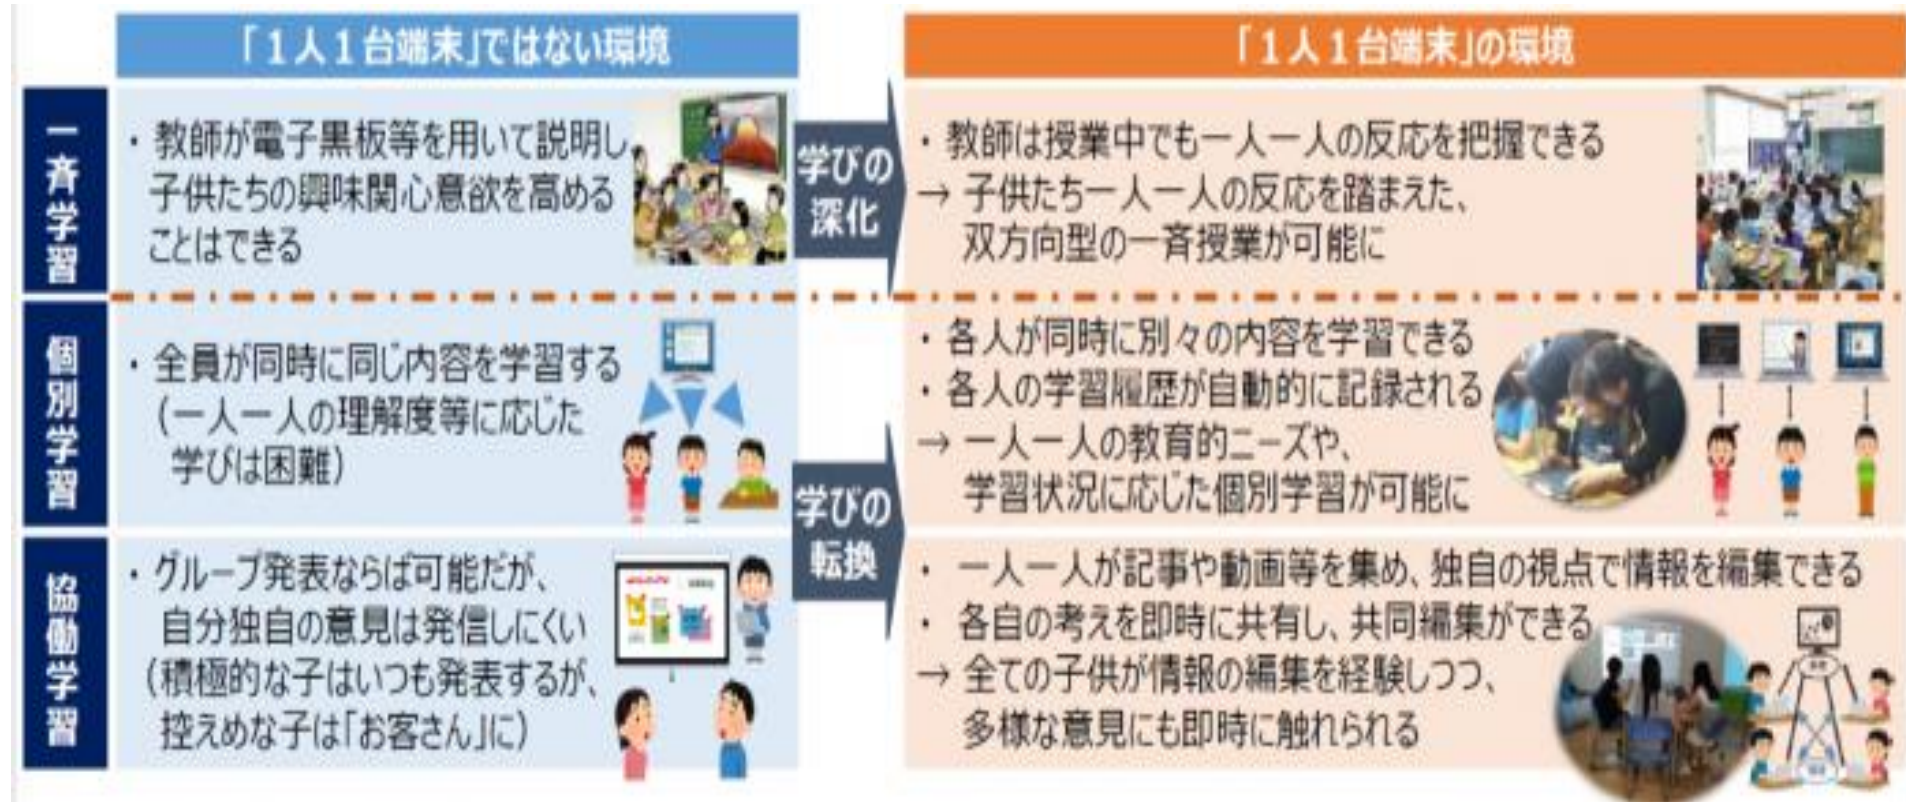 「１人１台端末」ではない環境
「１人１台端末」の環境
一斉学習
・教師が電子黒板等を用いて説明し、
子供たちの興味関心意欲を高める
ことはできる
学びの
深化
・教師は授業中でも一人一人の反応を把握できる
→ 子供たち一人一人の反応を踏まえた、
双方向型の一斉授業が可能に
個別学習
・全員が同時に同じ内容を学習する
(一人一人の理解度等に応じた
学びは困難)
学びの
転換
・各人が同時に別々の内容を学習できる
・各人の学習履歴が自動的に記録される
→ 一人一人の教育的ニーズや、
学習状況に応じた個別学習が可能に
協働学習
・グループ発表ならば可能だが、
自分独自の意見は発信しにくい
(積極的な子はいつも発表するが、
控えめな子は「お客さん」に)
・ 一人一人が記事や動画等を集め、独自の視点で情報を編集できる
・ 各自の考えを即時に共有し、共同編集ができる
→ 全ての子供が情報の編集を経験しつつ、
多様な意見にも即時に触れられる